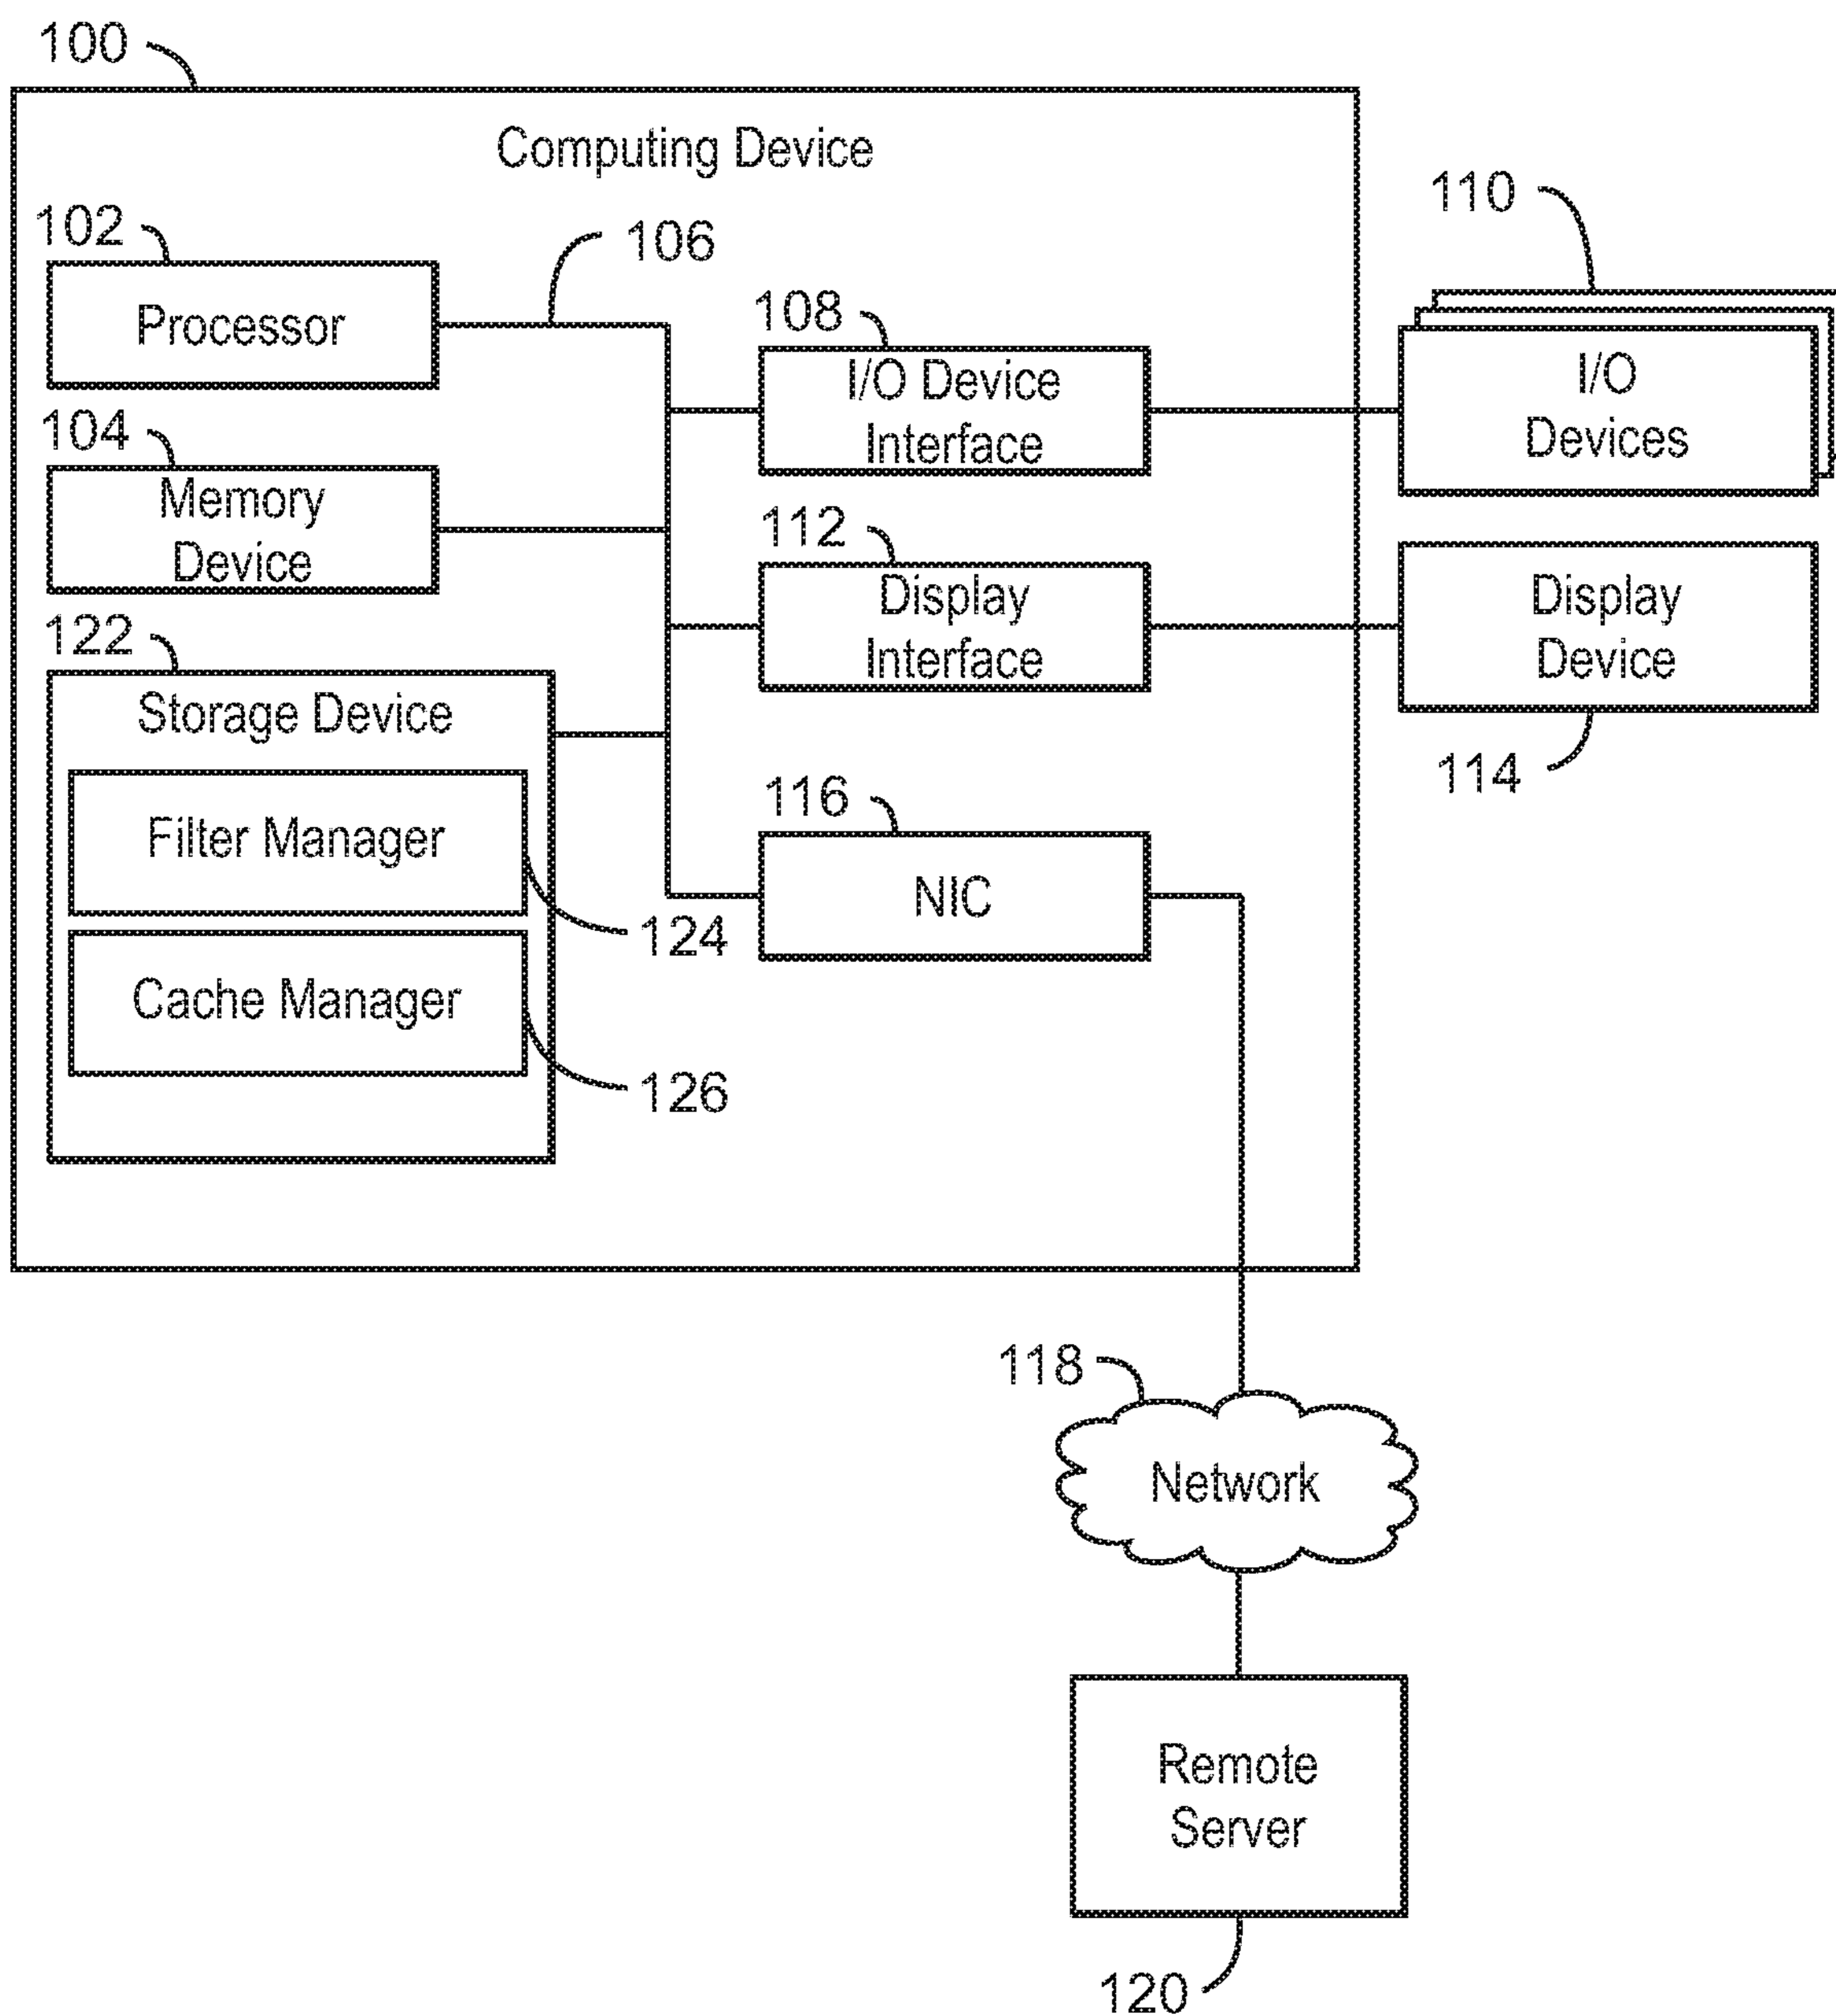 100
Computing Device
102
Processor
106
108
I/O Device
Interface
110
I/O
Devices
104
Memory
Device
112
Display
Interface
Display
Device
114
122
Storage Device
Filter Manager
124
Cache Manager
126
116
NIC
118
Network
Remote
Server
120